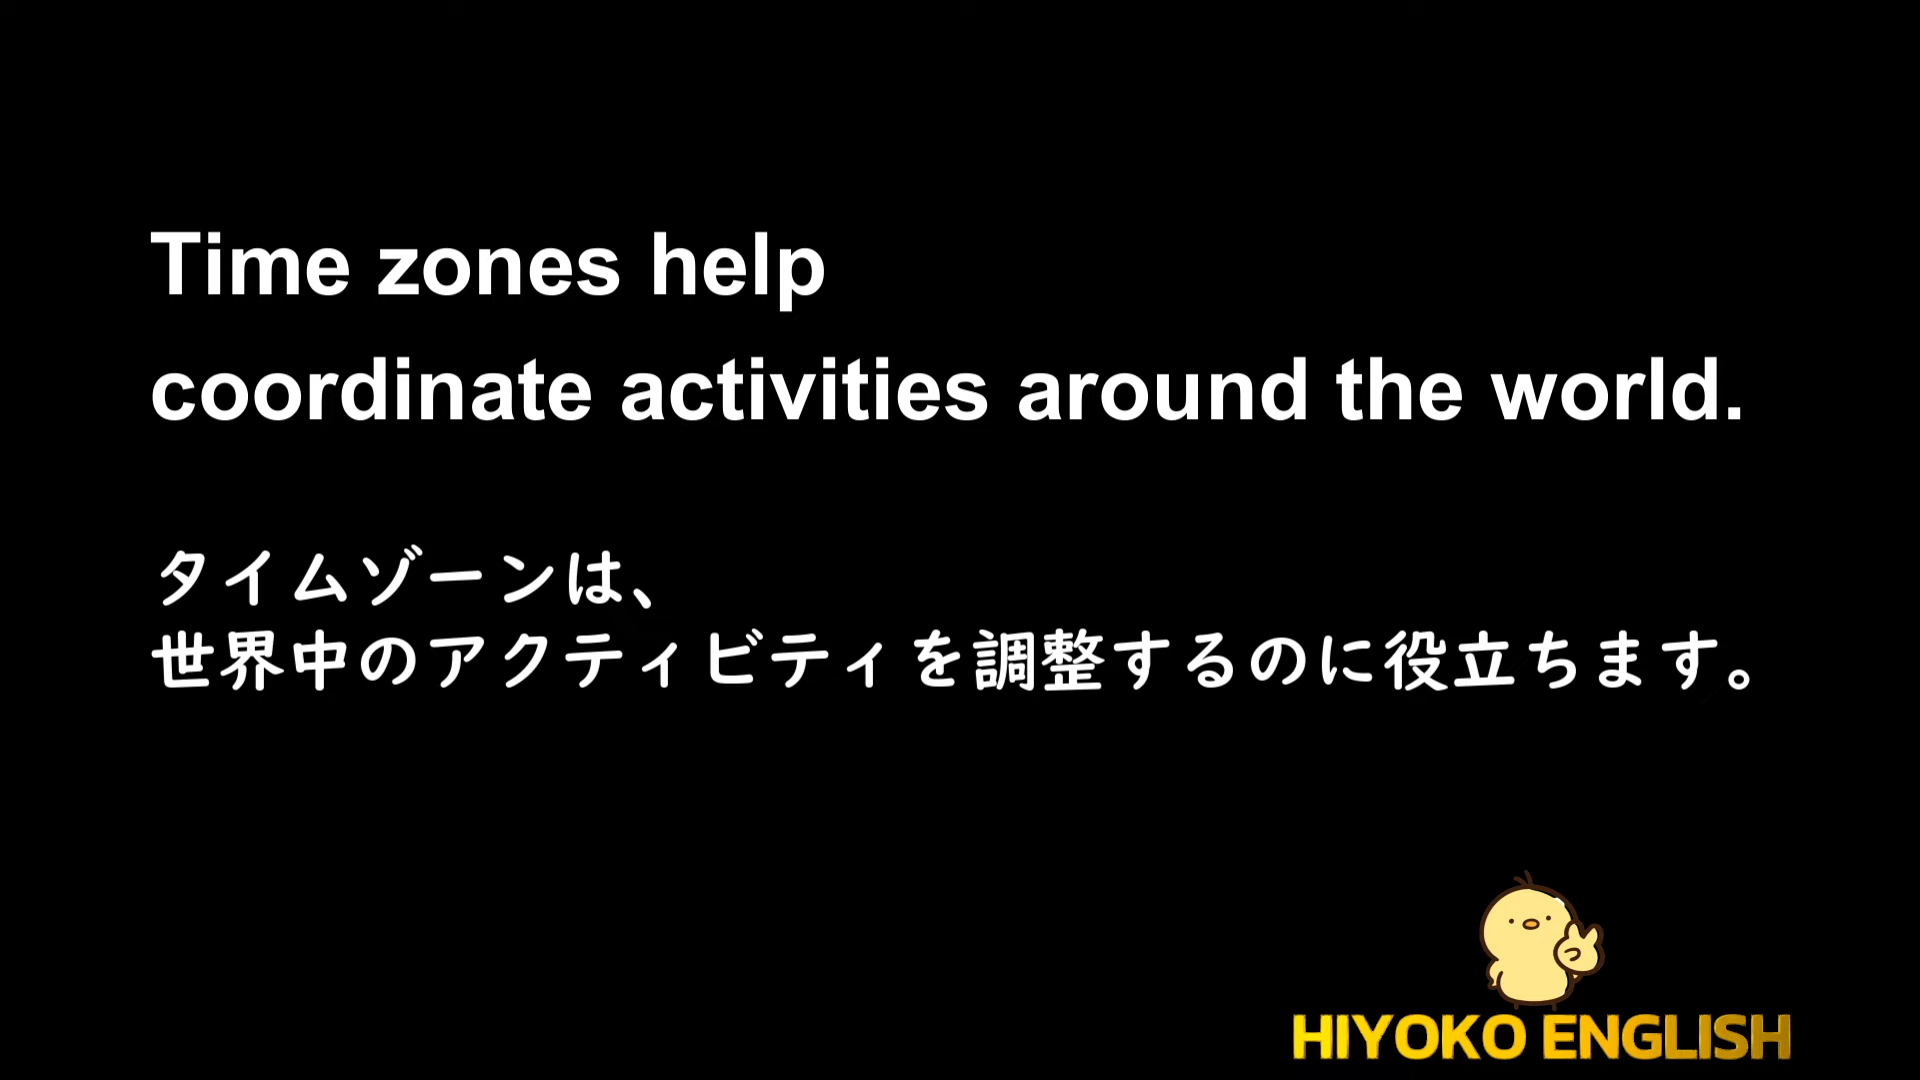 Time zones help
coordinate activities around the world.
タイムゾーンは、
世界中のアクティビティを調整するのに役立ちます。
HIYOKO ENGLISH